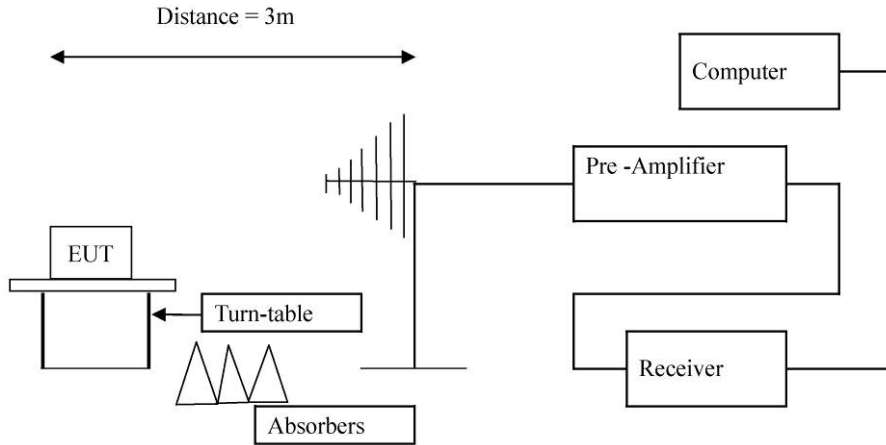 Distance = 3m
Computer
Pre -Amplifier
EUT
Turn-table
Receiver
Absorbers